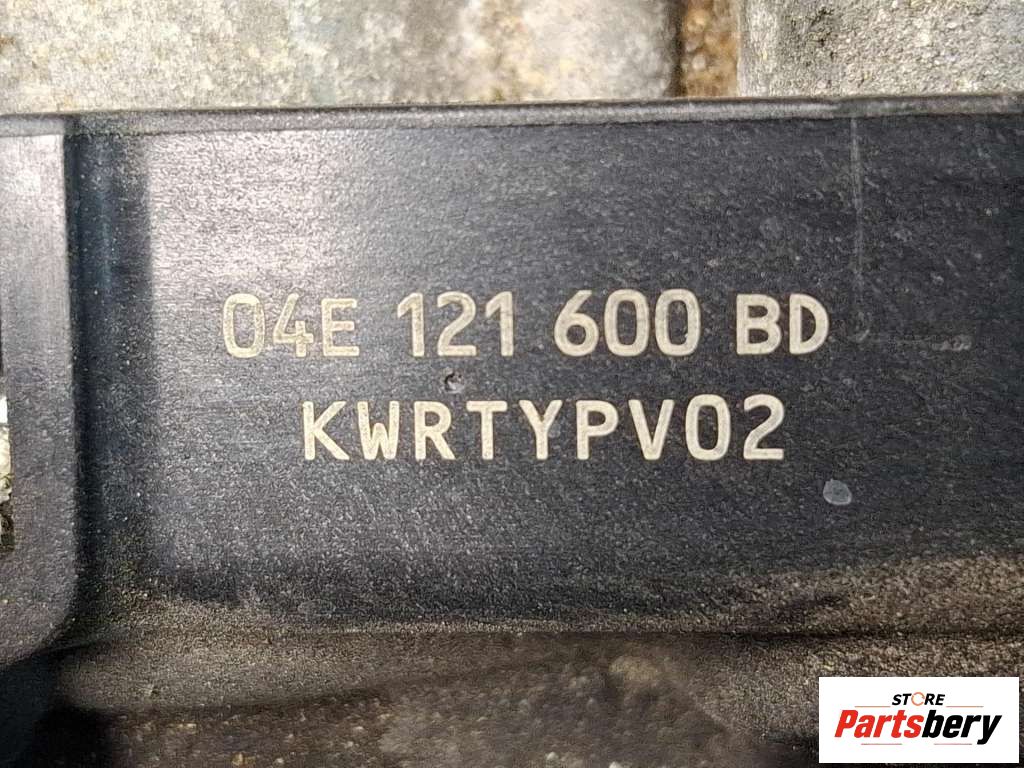 04E 121 600 BD
KWRTYPV02
STORE
Partsbery